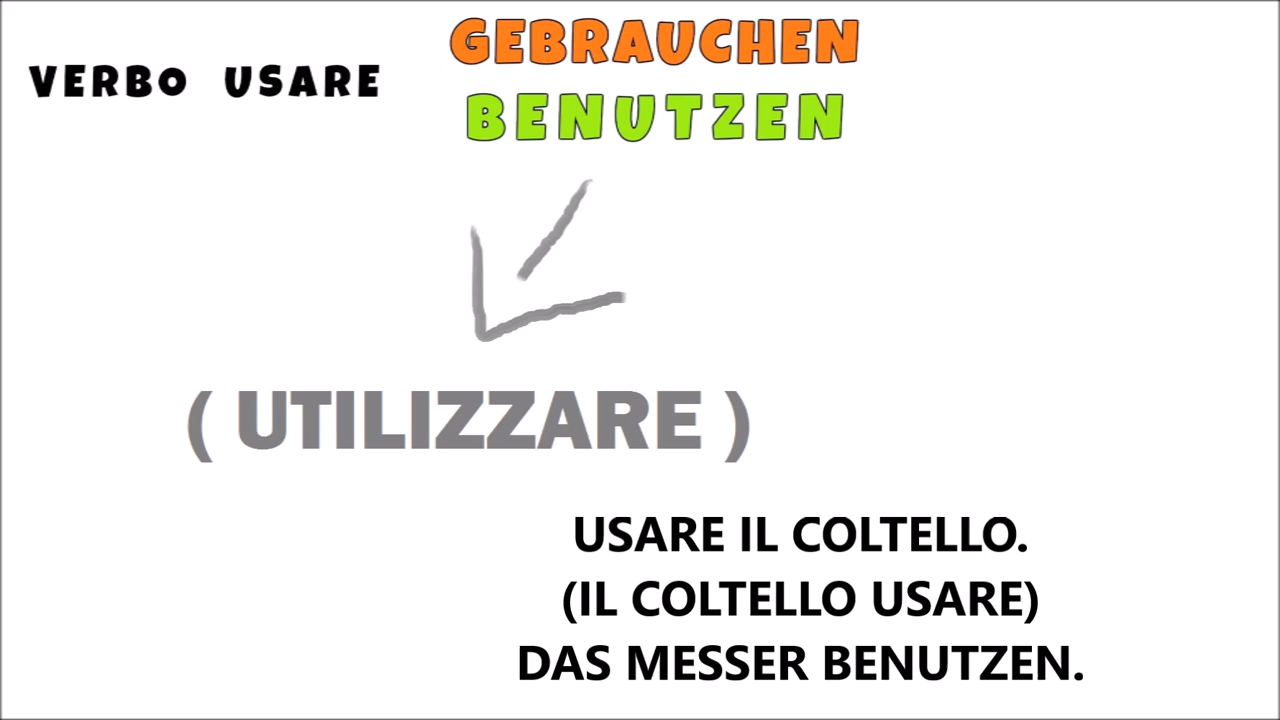 VERBO USARE
GEBRAUCHEN
BENUTZEN
( UTILIZZARE )
USARE IL COLTELLO.
(IL COLTELLO USARE)
DAS MESSER BENUTZEN.